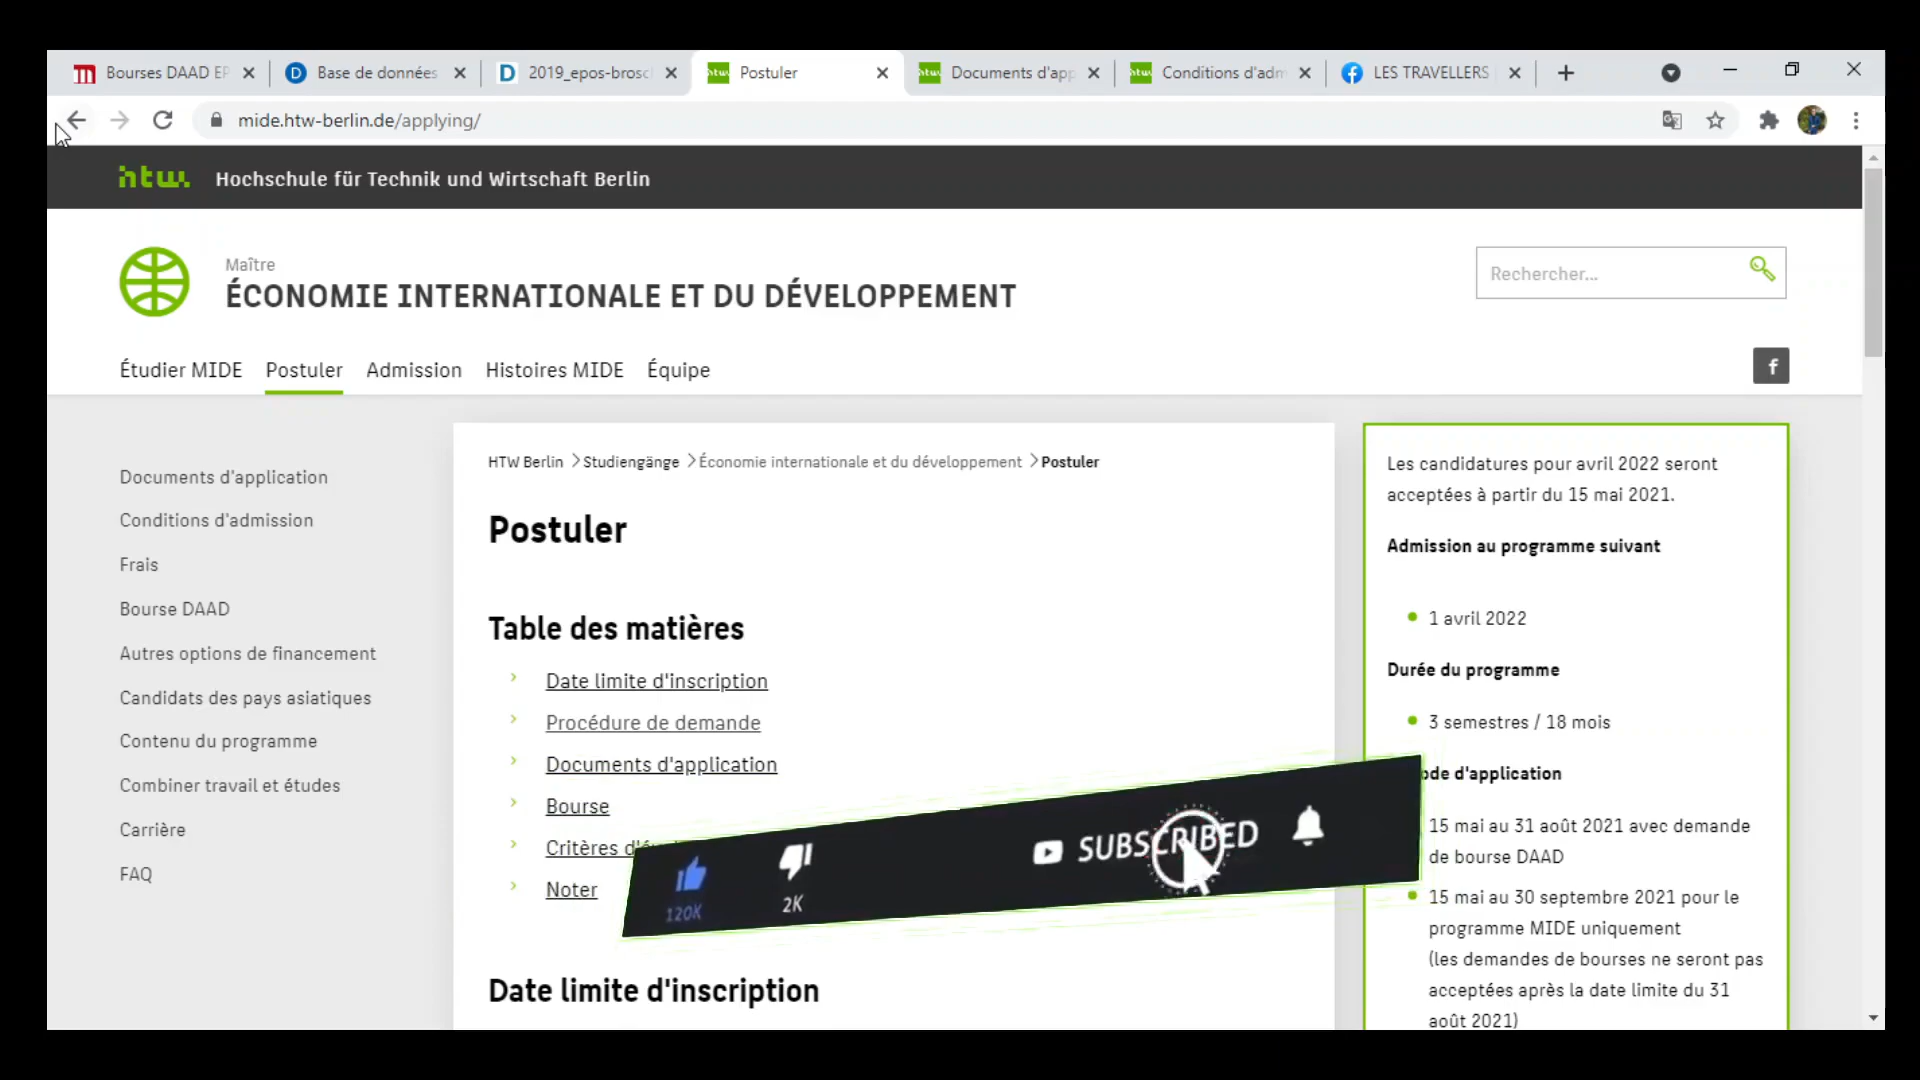 Bourses DAAD EP
Base de données
2019_epos-brosc
Postuler
Documents d'app
Conditions d'adm
LES TRAVELLERS
mide.htw-berlin.de/applying/
htw. Hochschule für Technik und Wirtschaft Berlin
Maître
ÉCONOMIE INTERNATIONALE ET DU DÉVELOPPEMENT
Rechercher...
Étudier MIDE Postuler Admission Histoires MIDE Équipe
Documents d'application
Conditions d'admission
Frais
Bourse DAAD
Autres options de financement
Candidats des pays asiatiques
Contenu du programme
Combiner travail et études
Carrière
FAQ
HTW Berlin > Studiengänge > Économie internationale et du développement > Postuler
Postuler
Table des matières
Date limite d'inscription
Procédure de demande
Documents d'application
Bourse
Critères
Noter
Date limite d'inscription
120K
2K
SUBSCRIBED
Les candidatures pour avril 2022 seront
acceptées à partir du 15 mai 2021.
Admission au programme suivant
1 avril 2022
Durée du programme
3 semestres / 18 mois
d'application
15 mai au 31 août 2021 avec demande
de bourse DAAD
15 mai au 30 septembre 2021 pour le
programme MIDE uniquement
(les demandes de bourses ne seront pas
acceptées après la date limite du 31
août 2021)